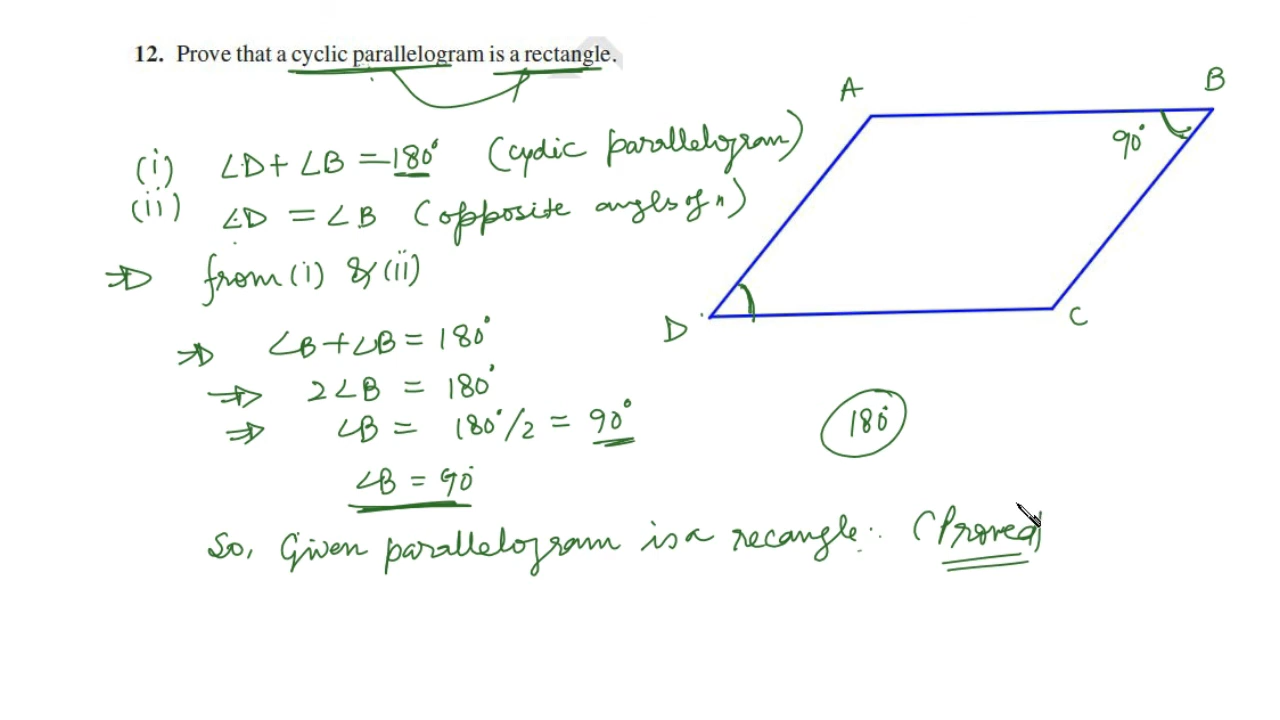 12. Prove that a cyclic parallelogram is a rectangle.
A
B
90°
(i) ∠D + ∠B = 180° (cyclic parallelogram)
(ii) ∠D = ∠B (opposite angles of ")
⇒ from (i) & (ii)
D
C
⇒ ∠B + ∠B = 180°
⇒ 2∠B = 180°
⇒ ∠B = 180°/2 = 90°
180°
∠B = 90°
So, Given parallelogram is a recangle. (Proved)